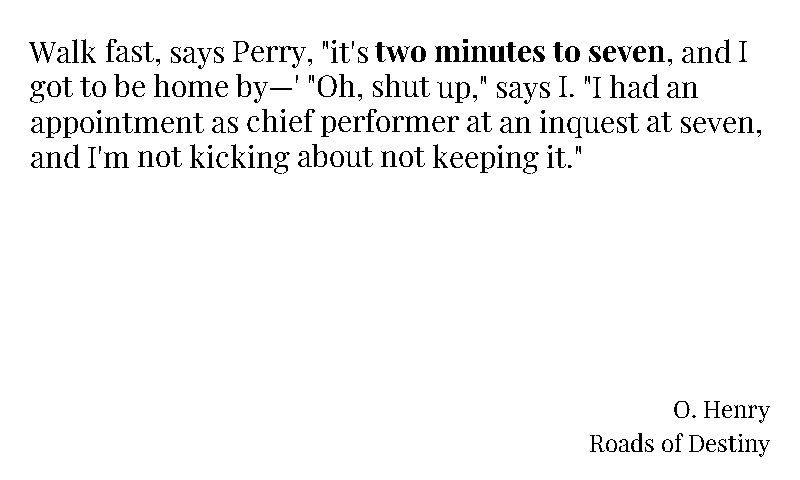 Walk fast, says Perry, "it's two minutes to seven, and I
got to be home by—' "Oh, shut up," says I. "I had an
appointment as chief performer at an inquest at seven,
and I'm not kicking about not keeping it."
O. Henry
Roads of Destiny